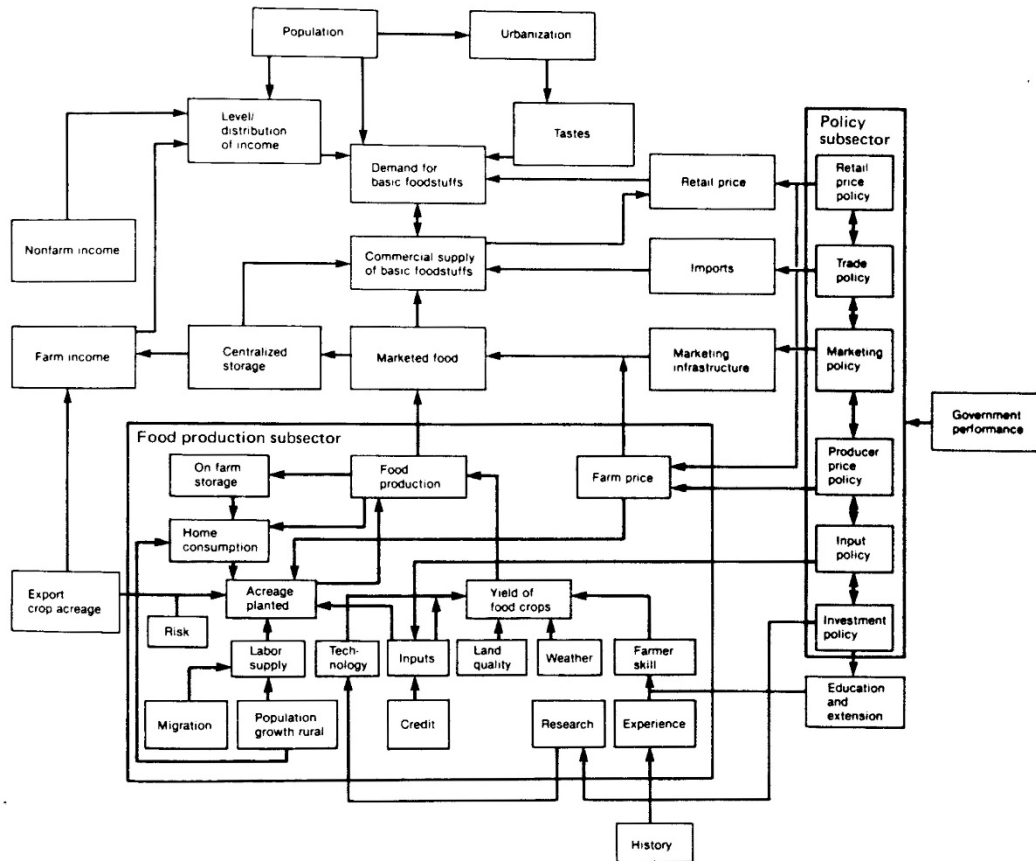 Population
Urbanization
Level/
distribution
of income
Tastes
Policy
subsector
Demand for
basic foodstuffs
Retail price
Retail
price
policy
Nonfarm income
Commercial supply
of basic foodstuffs
Imports
Trade
policy
Farm income
Centralized
storage
Marketed food
Marketing
infrastructure
Marketing
policy
Government
performance
Food production subsector
On farm
storage
Food
production
Farm price
Producer
price
policy
Home
consumption
Input
policy
Export
crop acreage
Acreage
planted
Yield of
food crops
Investment
policy
Risk
Labor
supply
Tech-
nology
Inputs
Land
quality
Weather
Farmer
skill
Education
and
extension
Migration
Population
growth rural
Credit
Research
Experience
History